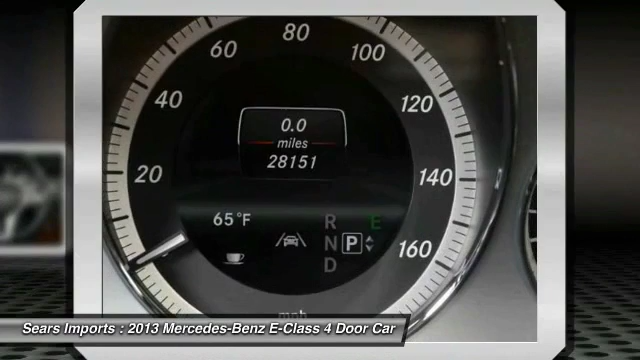 80
60
100
40
120
0.0
miles
28151
20
140
65°F
R
E
N
P
160
D
mph
Sears Imports : 2013 Mercedes-Benz E-Class 4 Door Car